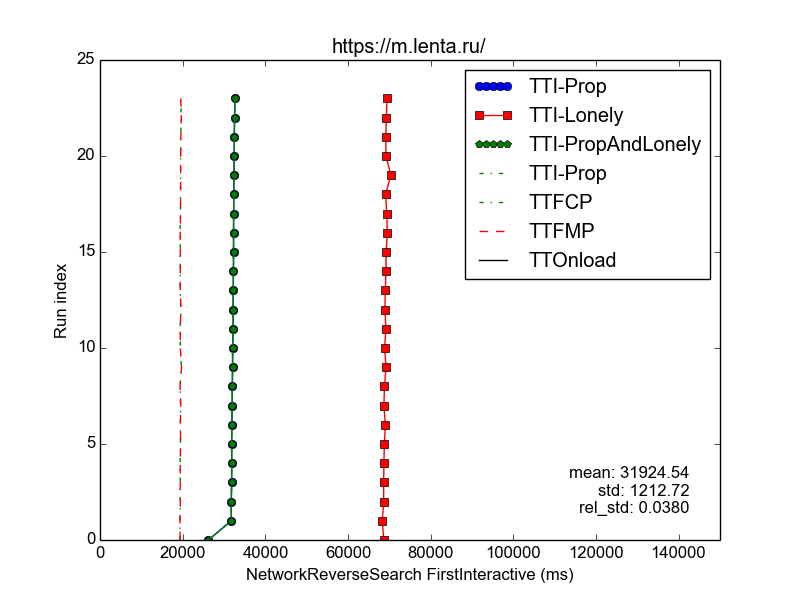 https://m.lenta.ru/
25
20
15
10
5
0
Run index
TTI-Prop
TTI-Lonely
TTI-PropAndLonely
TTI-Prop
TTFCP
TTFMP
TTOnload
mean: 31924.54
std: 1212.72
rel_std: 0.0380
0 20000 40000 60000 80000 100000 120000 140000
NetworkReverseSearch FirstInteractive (ms)